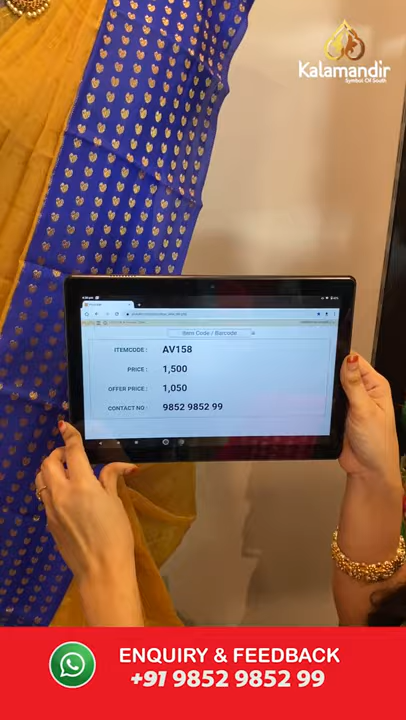 Kalamandir
Symbol Of South
Item Code / Barcode
ITEMCODE : AV158
PRICE : 1,500
OFFER PRICE : 1,050
CONTACT NO : 9852 9852 99
ENQUIRY & FEEDBACK
+91 9852 9852 99